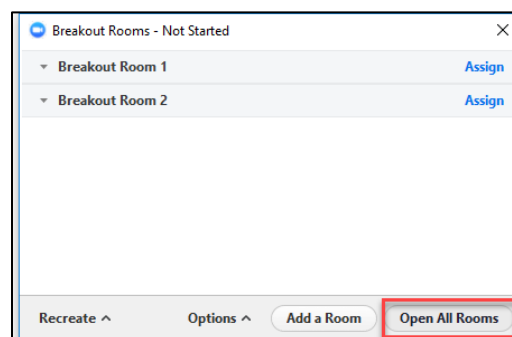 Breakout Rooms - Not Started
Breakout Room 1 Assign
Breakout Room 2 Assign
Recreate Options Add a Room Open All Rooms